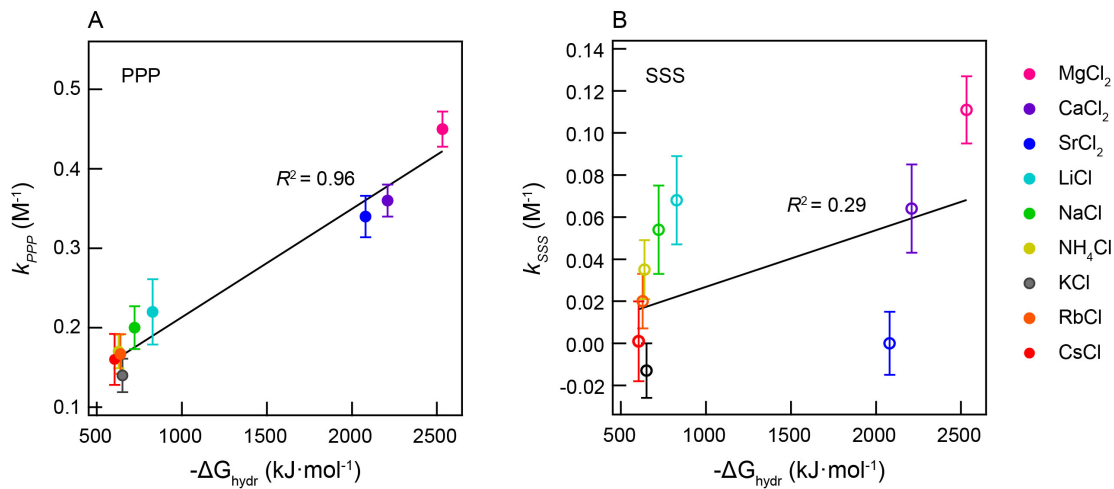 A
PPP
0.5
0.4
0.3
0.2
0.1
k_PPP (M⁻¹)
R² = 0.96
500 1000 1500 2000 2500
-ΔG_hydr (kJ·mol⁻¹)
B
SSS
0.14
0.12
0.10
0.08
0.06
0.04
0.02
0.00
-0.02
k_SSS (M⁻¹)
R² = 0.29
500 1000 1500 2000 2500
-ΔG_hydr (kJ·mol⁻¹)
MgCl₂
CaCl₂
SrCl₂
LiCl
NaCl
NH₄Cl
KCl
RbCl
CsCl